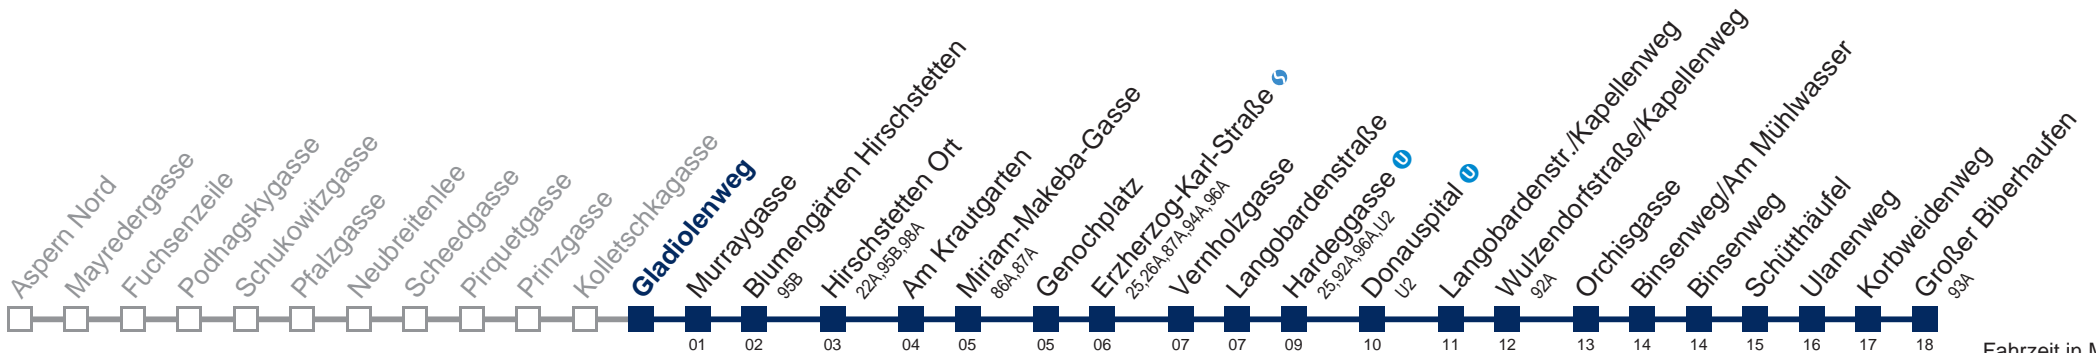 Aspern Nord
Mayredergasse
Fuchsenzeile
Podhagskygasse
Schukowitzgasse
Pfalzgasse
Neubreitenlee
Scheedgasse
Pirquetgasse
Prinzgasse
Kolletschkagasse
Gladiolenweg
Murraygasse
Blumengärten Hirschstetten
95B
Hirschstetten Ort
22A,95B,98A
Am Krautgarten
Miriam-Makeba-Gasse
86A,87A
Genochplatz
Erzherzog-Karl-Straße S
25,26A,87A,94A,96A
Vernholzgasse
Langobardenstraße
Hardeggasse U
25,92A,96A,U2
Donauspital U
U2
Langobardenstr./Kapellenweg
Wulzendorfstraße/Kapellenweg
92A
Orchisgasse
Binsenweg/Am Mühlwasser
Binsenweg
Schütthäufel
Ulanenweg
Korbweidenweg
Großer Biberhaufen
93A
01 02 03 04 05 05 06 07 07 09 10 11 12 13 14 14 15 16 17 18
Fahrzeit in M